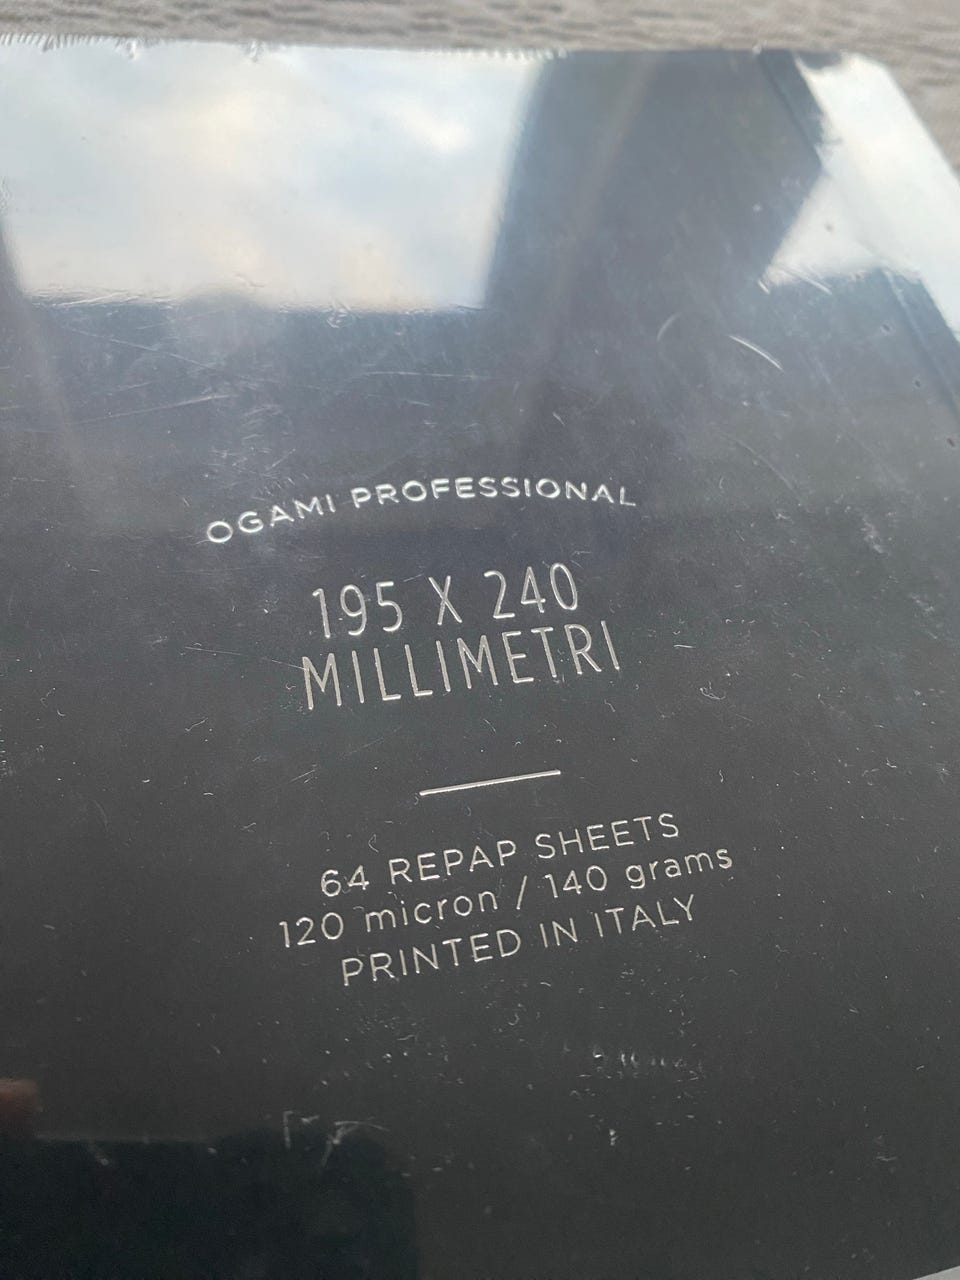 OGAMI PROFESSIONAL
195 X 240
MILLIMETRI
64 REPAP SHEETS
120 micron / 140 grams
PRINTED IN ITALY